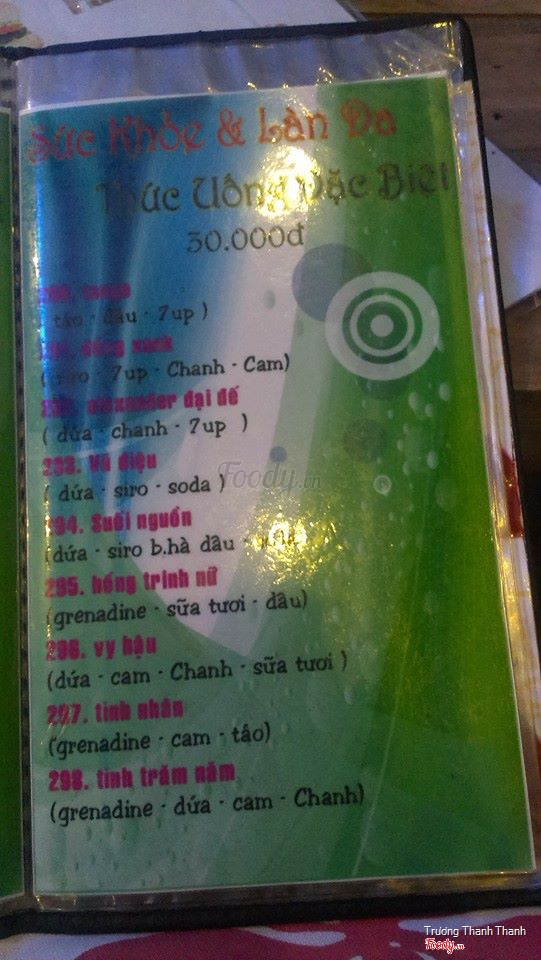 Sức Khỏe & Làn Da
Thức Uống Đặc Biệt
30.000đ
táo - dâu - 7up )
7up - Chanh - Cam)
đại đế
( dứa - chanh - 7up )
293. Vũ điệu
( dứa - siro - soda )
294. Suối nguồn
(dứa - siro b.hà dâu -
295. hồng trinh nữ
(grenadine - sữa tươi - dâu)
296. vy hậu
(dứa - cam - Chanh - sữa tươi )
297. tình nhân
(grenadine - cam - táo)
298. tình trăm năm
(grenadine - dứa - cam - Chanh)
Foody.vn
Trương Thanh Thanh
Foody.vn